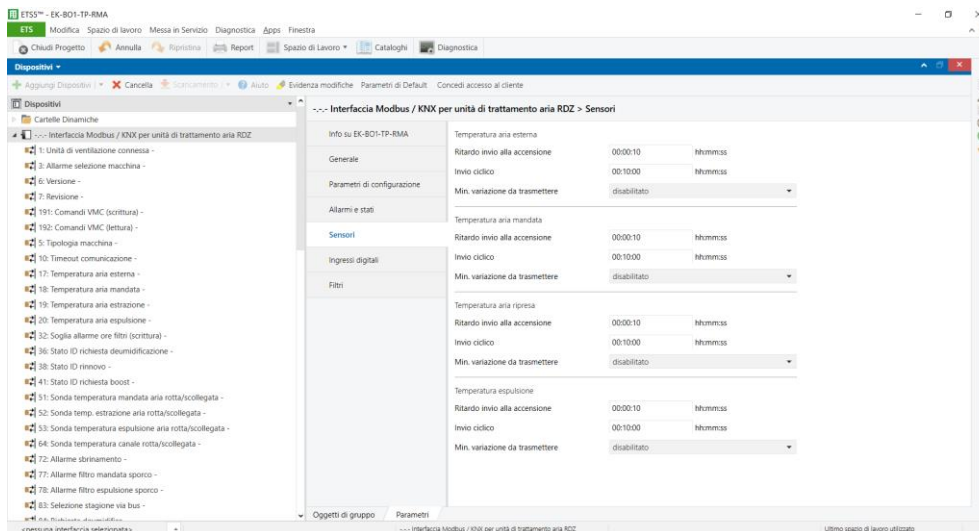 ETS5™ - EK-BO1-TP-RMA
ETS Modifica Spazio di lavoro Messa in Servizio Diagnostica Apps Finestra
Chiudi Progetto Annulla Ripristina Report Spazio di Lavoro Cataloghi Diagnostica
Dispositivi
Aggiungi Dispositivi Cancella Scaricamento Aiuto Evidenza modifiche Parametri di Default Concedi accesso al cliente
Dispositivi
Cartelle Dinamiche
-.-.- Interfaccia Modbus / KNX per unità di trattamento aria RDZ
1: Unità di ventilazione connessa -
3: Allarme selezione macchina -
6: Versione -
7: Revisione -
191: Comandi VMC (scrittura) -
192: Comandi VMC (lettura) -
5: Tipologia macchina -
10: Timeout comunicazione -
17: Temperatura aria esterna -
18: Temperatura aria mandata -
19: Temperatura aria estrazione -
20: Temperatura aria espulsione -
32: Soglia allarme ore filtri (scrittura) -
36: Stato ID richiesta deumidificazione -
38: Stato ID rinnovo -
41: Stato ID richiesta boost -
51: Sonda temperatura mandata aria rotta/scollegata -
52: Sonda temp. estrazione aria rotta/scollegata -
53: Sonda temperatura espulsione aria rotta/scollegata -
64: Sonda temperatura canale rotta/scollegata -
72: Allarme sbrinamento -
77: Allarme filtro mandata sporco -
78: Allarme filtro espulsione sporco -
83: Selezione stagione via bus -
-.-.- Interfaccia Modbus / KNX per unità di trattamento aria RDZ > Sensori
Info su EK-BO1-TP-RMA
Generale
Parametri di configurazione
Allarmi e stati
Sensori
Ingressi digitali
Filtri
Temperatura aria esterna
Ritardo invio alla accensione 00:00:10 hh:mm:ss
Invio ciclico 00:10:00 hh:mm:ss
Min. variazione da trasmettere disabilitato
Temperatura aria mandata
Ritardo invio alla accensione 00:00:10 hh:mm:ss
Invio ciclico 00:10:00 hh:mm:ss
Min. variazione da trasmettere disabilitato
Temperatura aria ripresa
Ritardo invio alla accensione 00:00:10 hh:mm:ss
Invio ciclico 00:10:00 hh:mm:ss
Min. variazione da trasmettere disabilitato
Temperatura espulsione
Ritardo invio alla accensione 00:00:10 hh:mm:ss
Invio ciclico 00:10:00 hh:mm:ss
Min. variazione da trasmettere disabilitato
Oggetti di gruppo Parametri
<nessuna interfaccia selezionata> -.-.- Interfaccia Modbus / KNX per unità di trattamento aria RDZ Ultimo spazio di lavoro utilizzato